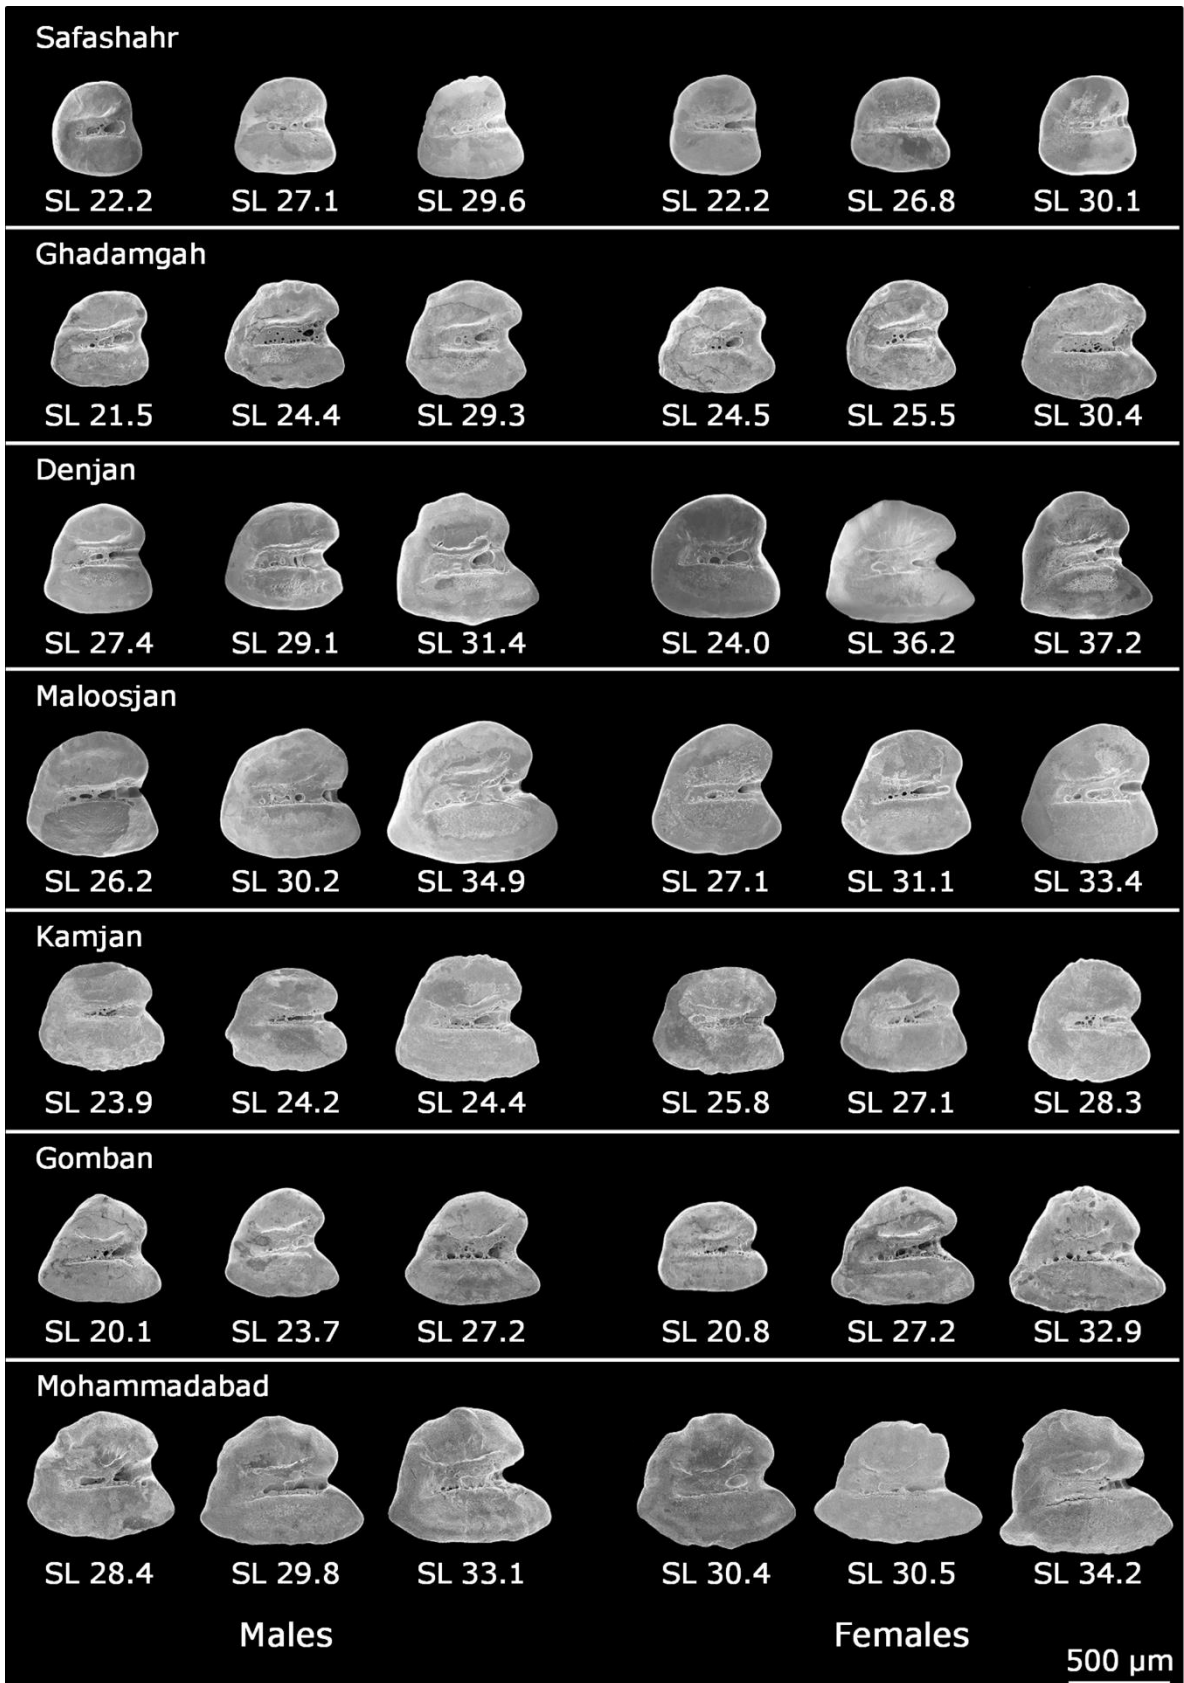 Safashahr
SL 22.2 SL 27.1 SL 29.6 SL 22.2 SL 26.8 SL 30.1
Ghadamgah
SL 21.5 SL 24.4 SL 29.3 SL 24.5 SL 25.5 SL 30.4
Denjan
SL 27.4 SL 29.1 SL 31.4 SL 24.0 SL 36.2 SL 37.2
Maloosjan
SL 26.2 SL 30.2 SL 34.9 SL 27.1 SL 31.1 SL 33.4
Kamjan
SL 23.9 SL 24.2 SL 24.4 SL 25.8 SL 27.1 SL 28.3
Gomban
SL 20.1 SL 23.7 SL 27.2 SL 20.8 SL 27.2 SL 32.9
Mohammadabad
SL 28.4 SL 29.8 SL 33.1 SL 30.4 SL 30.5 SL 34.2
Males Females
500 µm